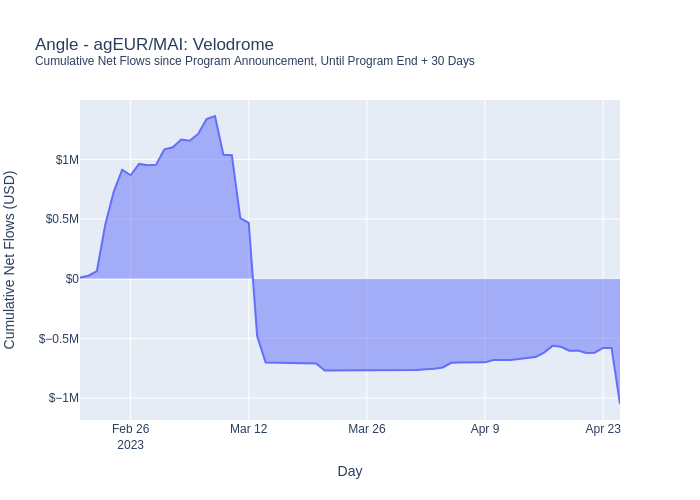 Angle - agEUR/MAI: Velodrome
Cumulative Net Flows since Program Announcement, Until Program End + 30 Days
Cumulative Net Flows (USD)
$1M
$0.5M
$0
$−0.5M
$−1M
Feb 26
2023
Mar 12
Mar 26
Apr 9
Apr 23
Day